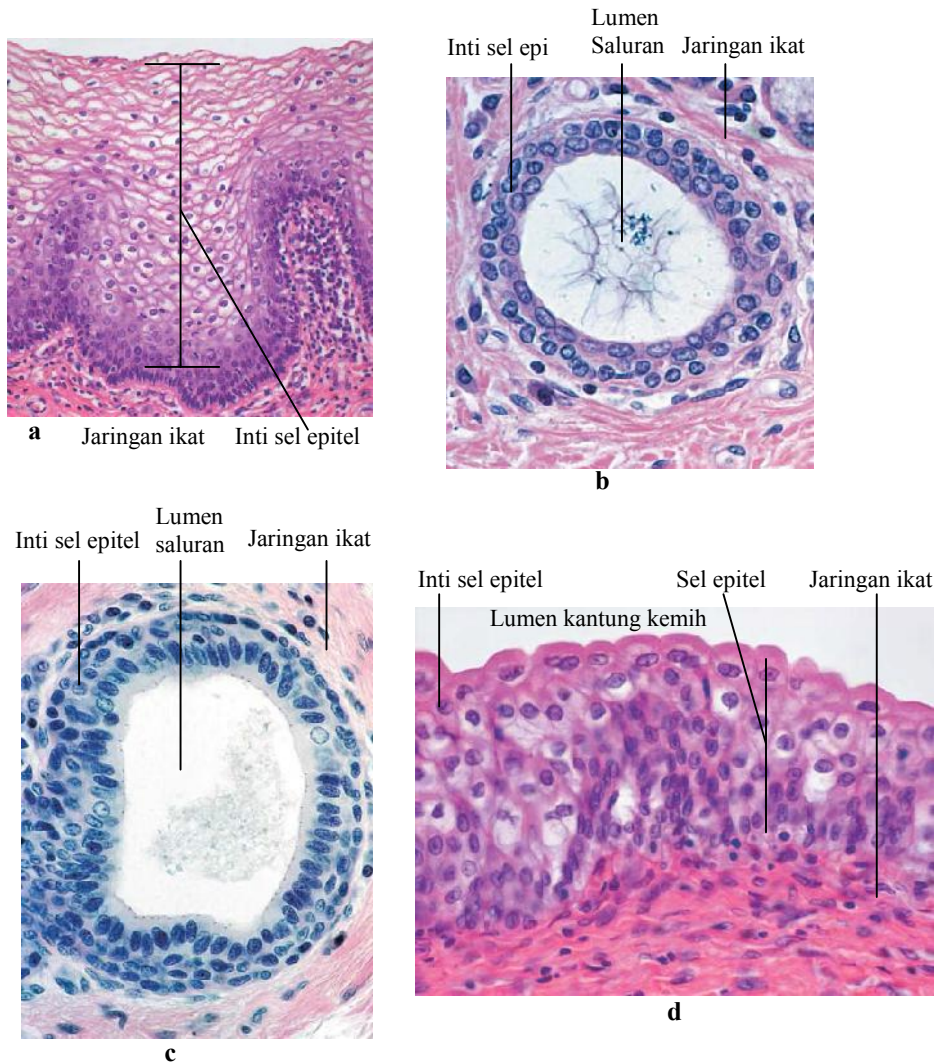 Inti sel epi
Lumen
Saluran
Jaringan ikat
Jaringan ikat
Inti sel epitel
a
b
Inti sel epitel
Lumen
saluran
Jaringan ikat
c
Inti sel epitel
Sel epitel
Jaringan ikat
Lumen kantung kemih
d